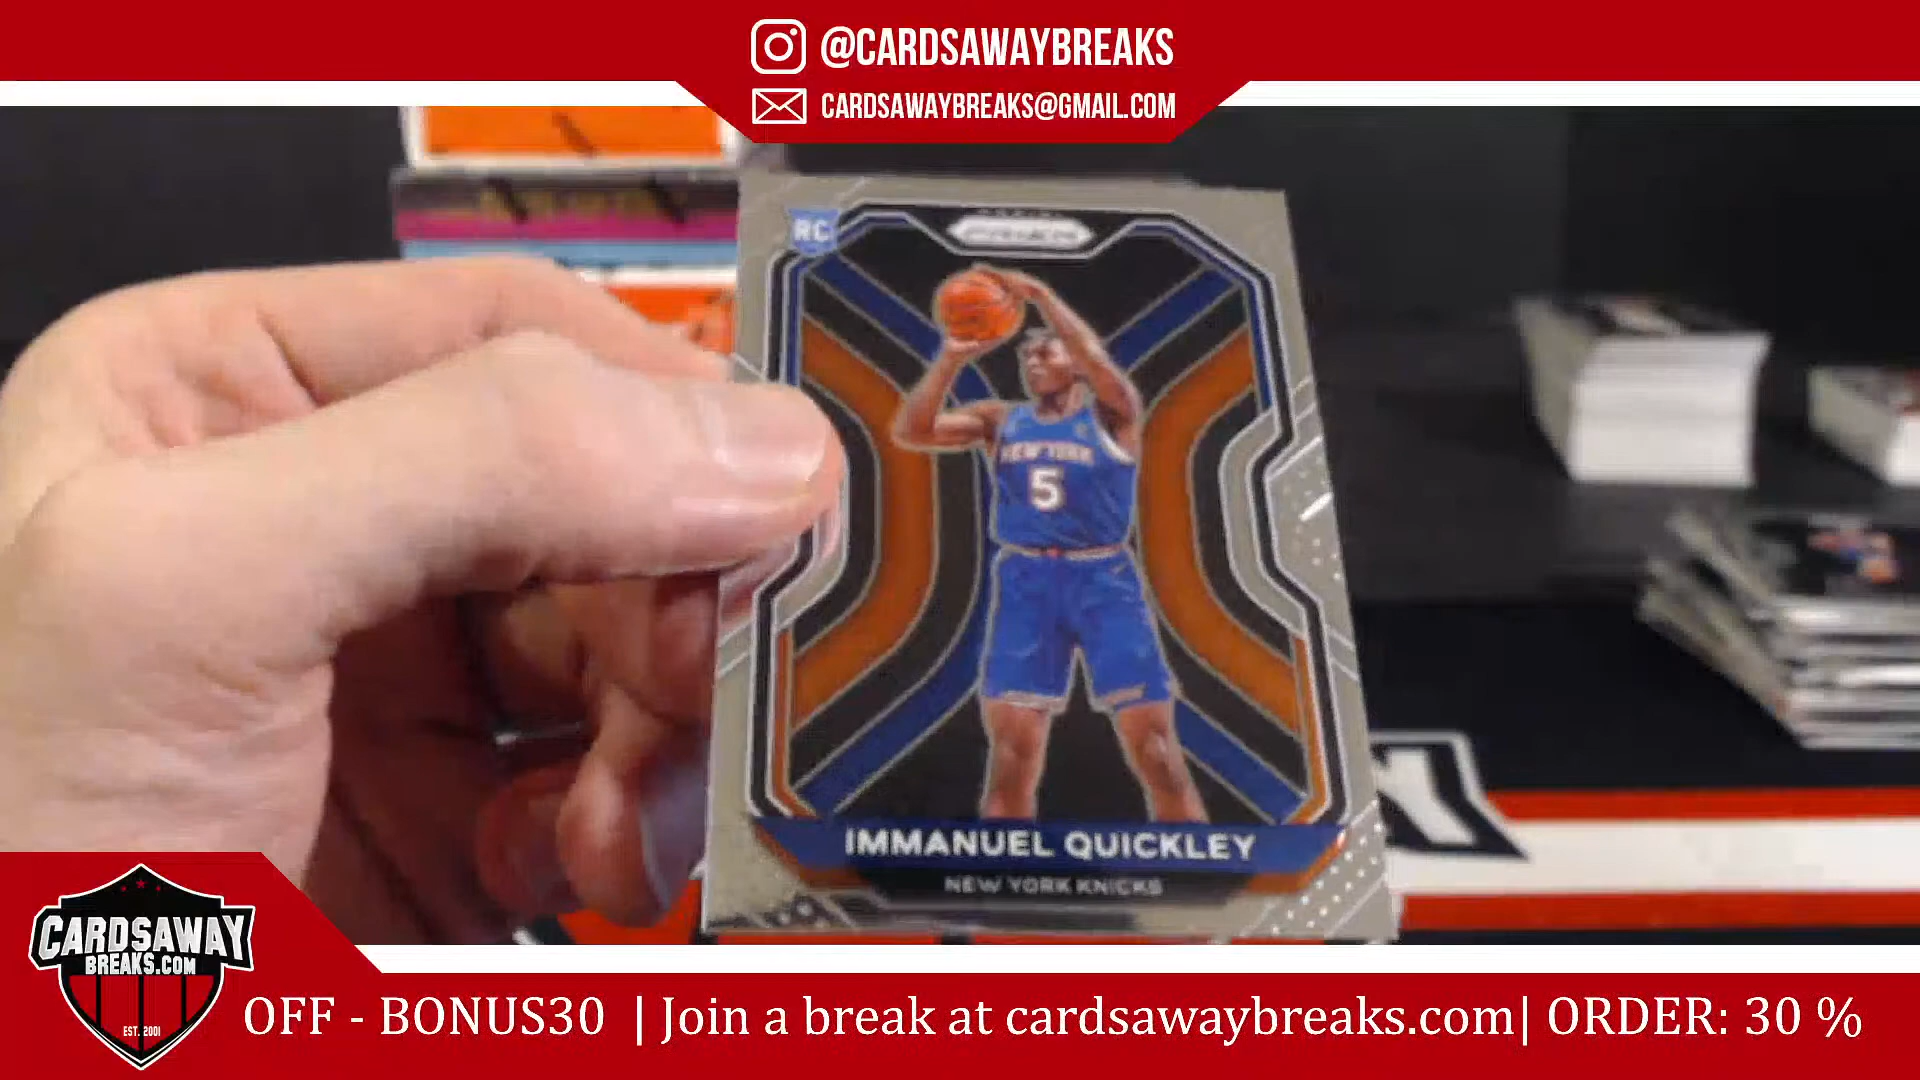 @CARDSAWAYBREAKS
CARDSAWAYBREAKS@GMAIL.COM
RC
NEW YORK
5
IMMANUEL QUICKLEY
NEW YORK KNICKS
CARDSAWAY
BREAKS.COM
EST. 2001
OFF - BONUS30 | Join a break at cardsawaybreaks.com| ORDER: 30 %